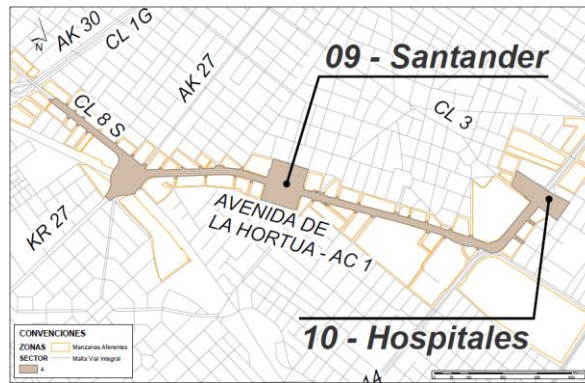 AK 30
CL 1G
AK 27
09 - Santander
CL 3
CL 8 S
KR 27
AVENIDA DE
LA HORTUA - AC 1
10 - Hospitales
N
CONVENCIONES
ZONAS Manzanas Aferentes
SECTOR Malla Vial Integral
4